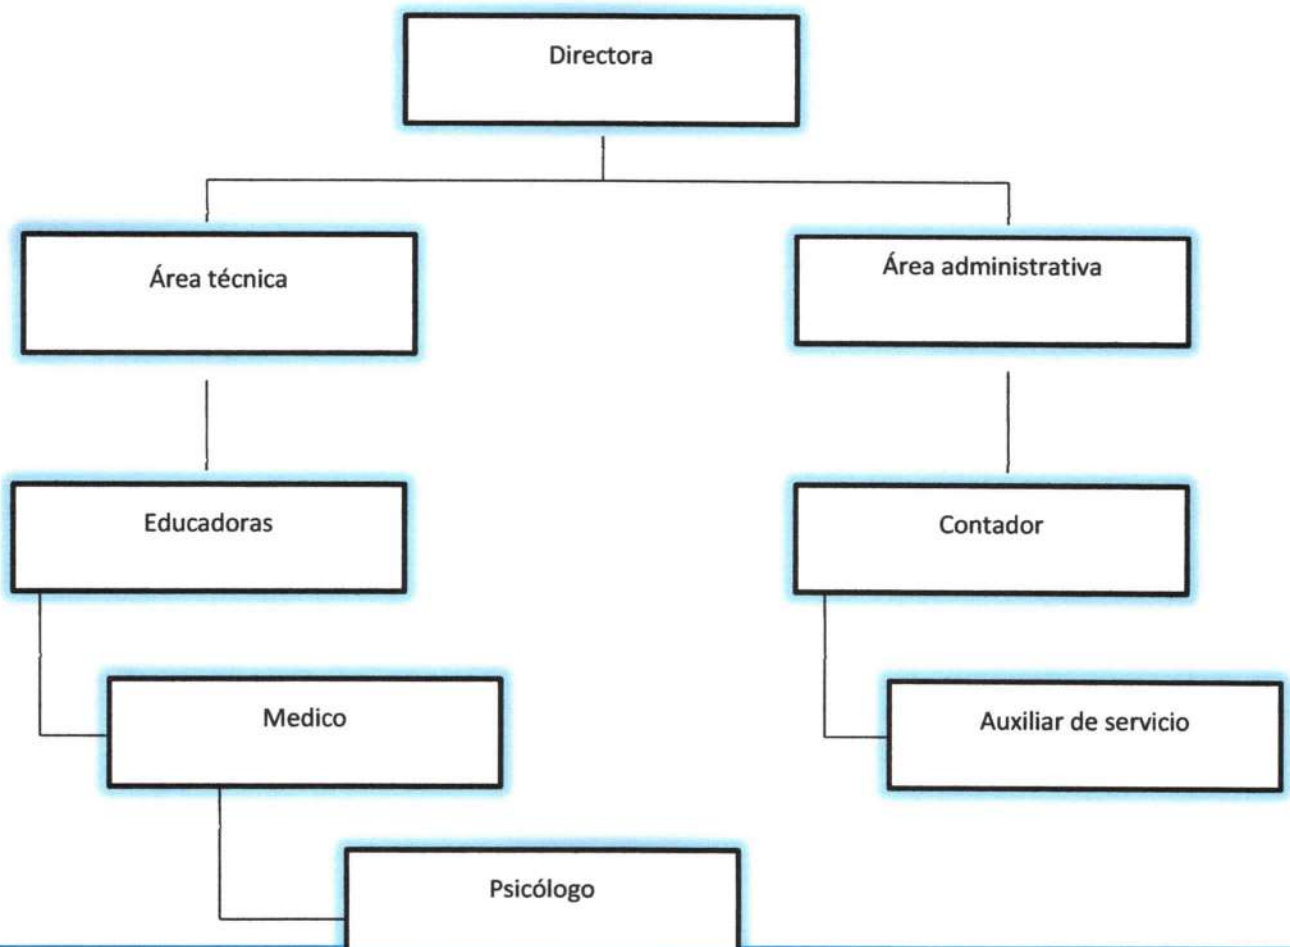 Directora
Área técnica
Área administrativa
Educadoras
Contador
Medico
Auxiliar de servicio
Psicólogo